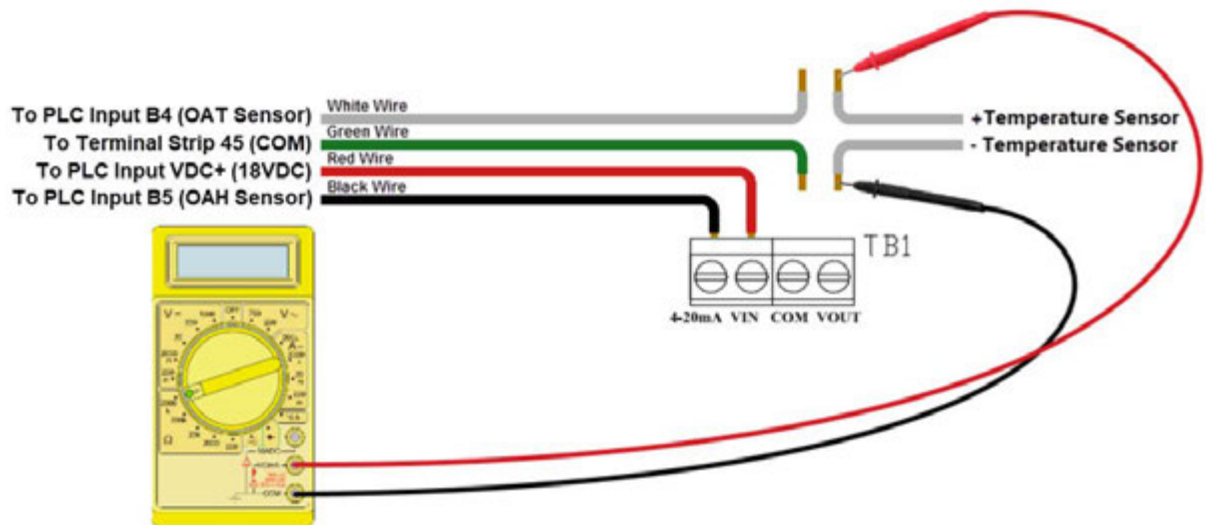 To PLC Input B4 (OAT Sensor)
White Wire
+Temperature Sensor
To Terminal Strip 45 (COM)
Green Wire
- Temperature Sensor
To PLC Input VDC+ (18VDC)
Red Wire
To PLC Input B5 (OAH Sensor)
Black Wire
TB1
4-20mA VIN COM VOUT
OFF
COM